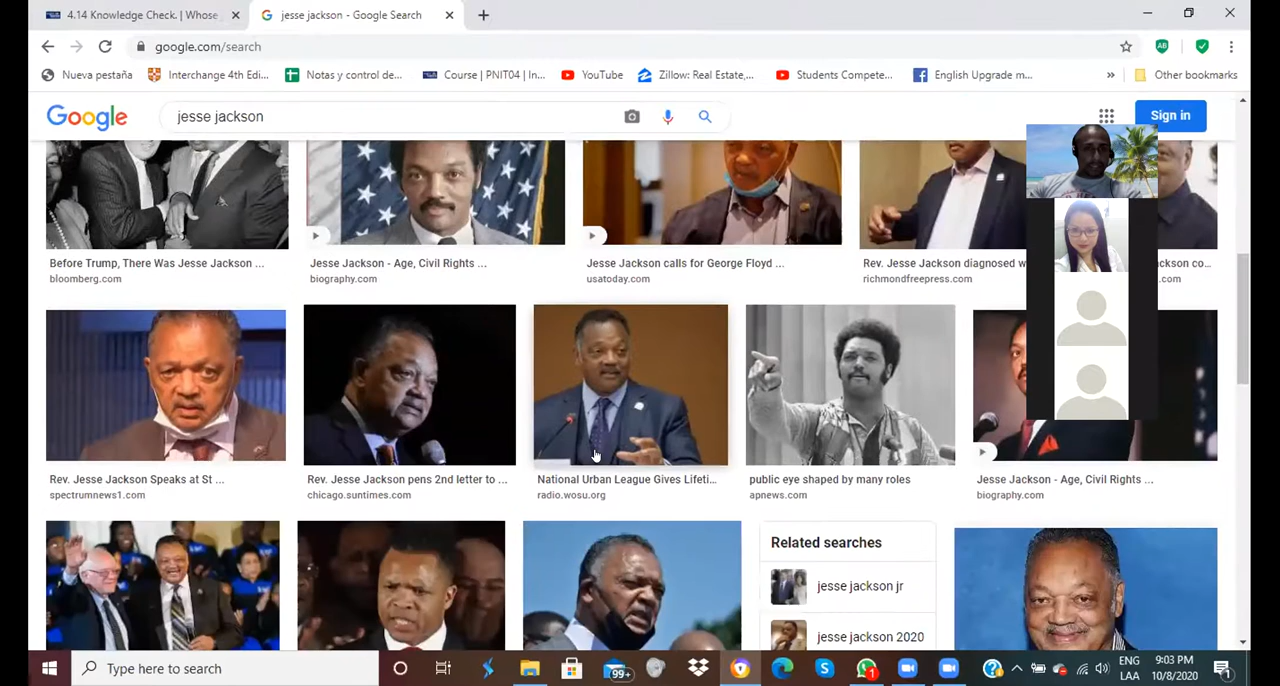 4.14 Knowledge Check. | Whose
jesse jackson - Google Search
google.com/search
Nueva pestaña
Interchange 4th Edi...
Notas y control de...
Course | PNIT04 | In...
YouTube
Zillow: Real Estate,...
Students Compete...
English Upgrade m...
Other bookmarks
Google
jesse jackson
Sign in
Before Trump, There Was Jesse Jackson ...
bloomberg.com
Jesse Jackson - Age, Civil Rights ...
biography.com
Jesse Jackson calls for George Floyd ...
usatoday.com
Rev. Jesse Jackson diagnosed w
richmondfreepress.com
ckson co...
Rev. Jesse Jackson Speaks at St ...
spectrumnews1.com
Rev. Jesse Jackson pens 2nd letter to ...
chicago.suntimes.com
National Urban League Gives Lifeti...
radio.wosu.org
public eye shaped by many roles
apnews.com
Jesse Jackson - Age, Civil Rights ...
biography.com
Related searches
jesse jackson jr
jesse jackson 2020
Type here to search
99+
1
ENG
LAA
9:03 PM
10/8/2020
1